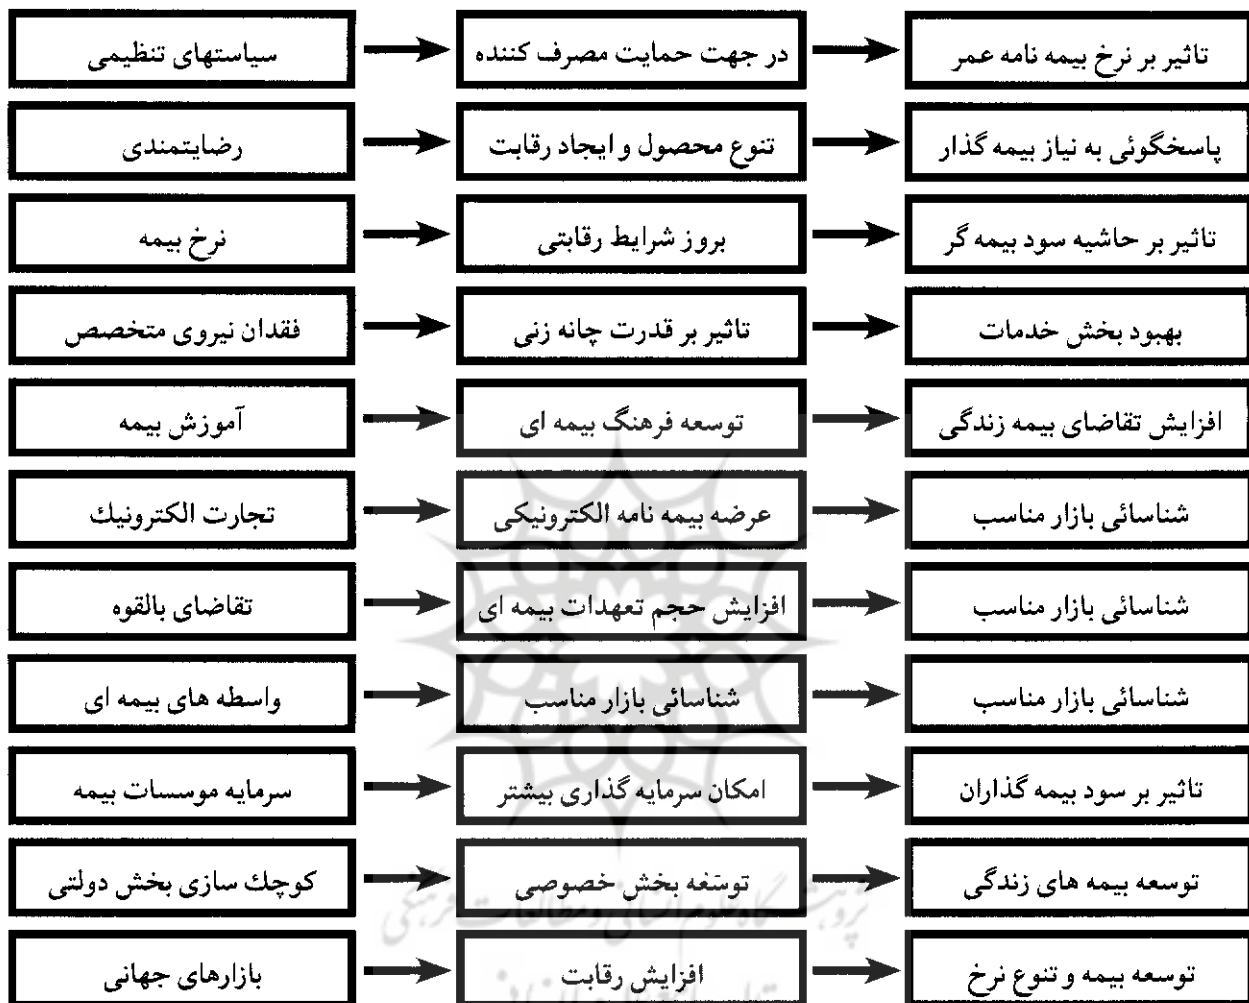 سیاستهای تنظیمی
در جهت حمایت مصرف کننده
تاثیر بر نرخ بیمه نامه عمر
رضایتمندی
تنوع محصول و ایجاد رقابت
پاسخگوئی به نیاز بیمه گذار
نرخ بیمه
بروز شرایط رقابتی
تاثیر بر حاشیه سود بیمه گر
فقدان نیروی متخصص
تاثیر بر قدرت چانه زنی
بهبود بخش خدمات
آموزش بیمه
توسعه فرهنگ بیمه ای
افزایش تقاضای بیمه زندگی
تجارت الکترونیك
عرضه بیمه نامه الکترونیکی
شناسائی بازار مناسب
تقاضای بالقوه
افزایش حجم تعهدات بیمه ای
شناسائی بازار مناسب
واسطه های بیمه ای
شناسائی بازار مناسب
شناسائی بازار مناسب
سرمایه موسسات بیمه
امکان سرمایه گذاری بیشتر
تاثیر بر سود بیمه گذاران
کوچك سازی بخش دولتی
توسعه بخش خصوصی
توسعه بیمه های زندگی
پژوهشگاه علوم انسانی و مطالعات فرهنگی
بازارهای جهانی
افزایش رقابت
توسعه بیمه و تنوع نرخ